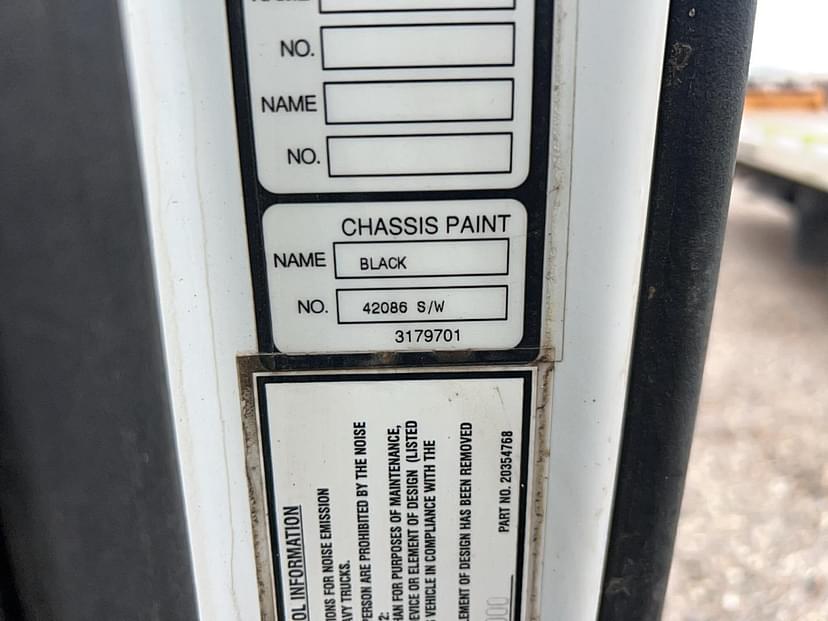 NO.
NAME
NO.
CHASSIS PAINT
NAME BLACK
NO. 42086 S/W
3179701
OL INFORMATION
IONS FOR NOISE EMISSION
AVY TRUCKS.
PERSON ARE PROHIBITED BY THE NOISE
2:
HAN FOR PURPOSES OF MAINTENANCE,
EVICE OR ELEMENT OF DESIGN (LISTED
S VEHICLE IN COMPLIANCE WITH THE
LEMENT OF DESIGN HAS BEEN REMOVED
PART NO. 20354768